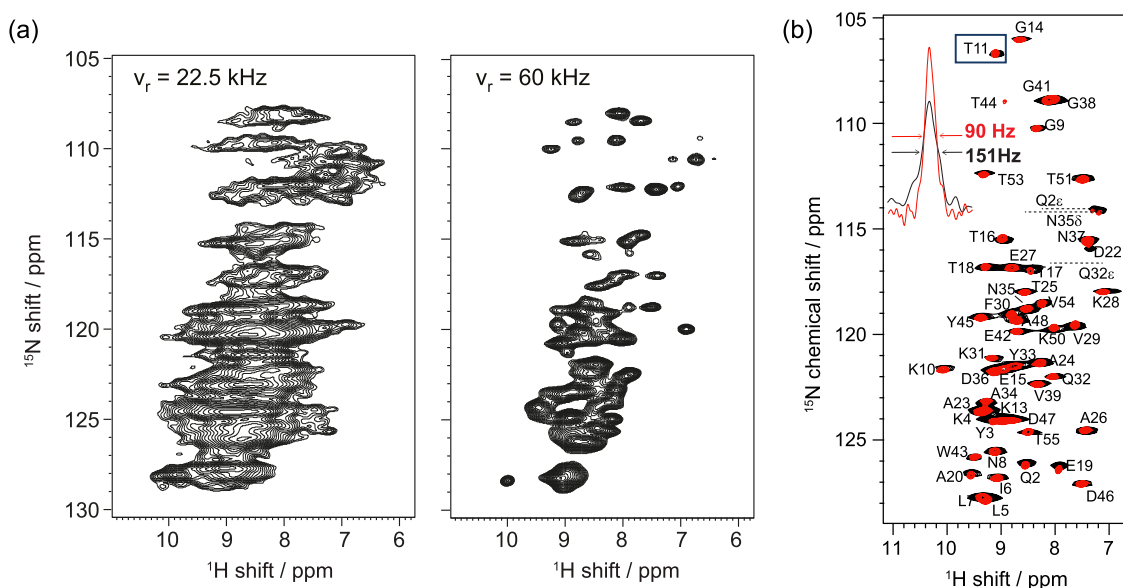 (a)
ν_r = 22.5 kHz
ν_r = 60 kHz
105
110
115
120
125
130
¹⁵N shift / ppm
10 9 8 7 6
¹H shift / ppm
10 9 8 7 6
¹H shift / ppm
(b)
105
110
115
120
125
¹⁵N chemical shift / ppm
11 10 9 8 7
¹H shift / ppm
90 Hz
151Hz
G14
T11
G41
T44
G38
G9
T53
T51
Q2ε
N35δ
T16
N37
D22
E27
T18
T17
Q32ε
T25
N35
K28
F30
V54
Y45
A48
E42
K50
V29
K31
Y33
A24
K10
D36
E15
Q32
V39
A34
A23
K13
K4
D47
A26
Y3
T55
W43
N8
E19
A20
Q2
I6
D46
L7
L5